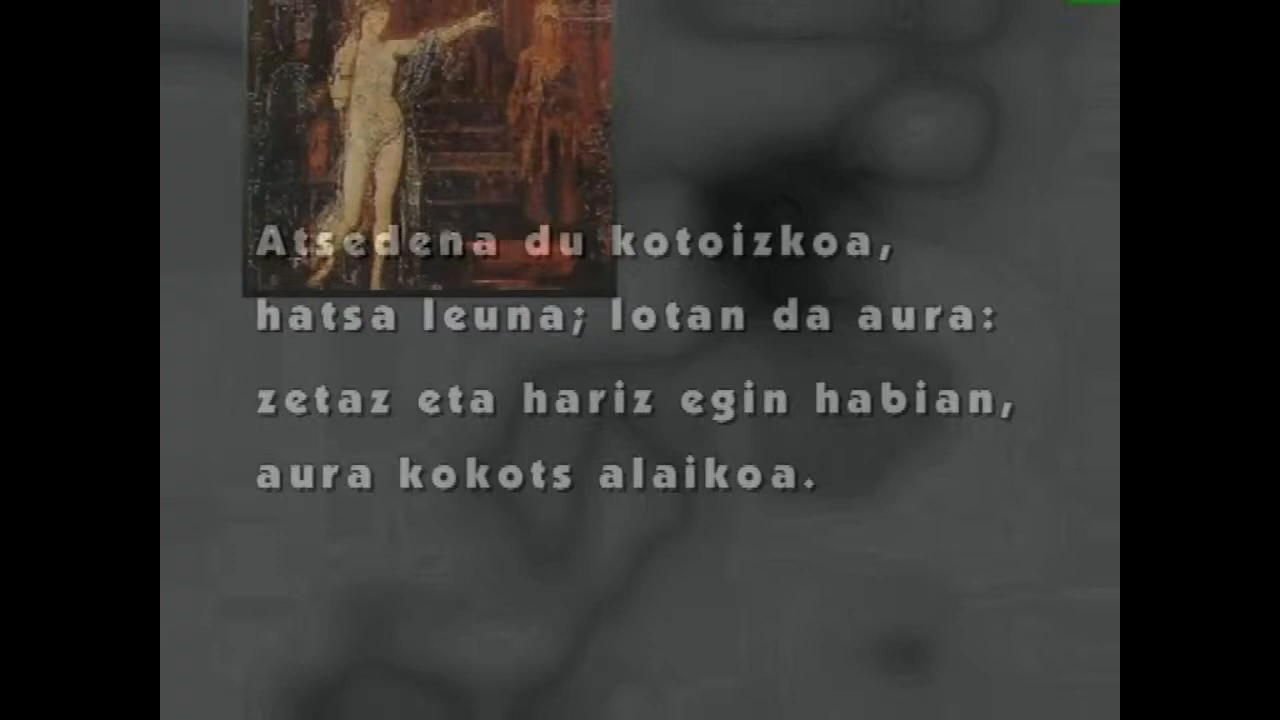 Atsedena du kotoizkoa,
hatsa leuna; lotan da aura:
zetaz eta hariz egin habian,
aura kokots alaikoa.